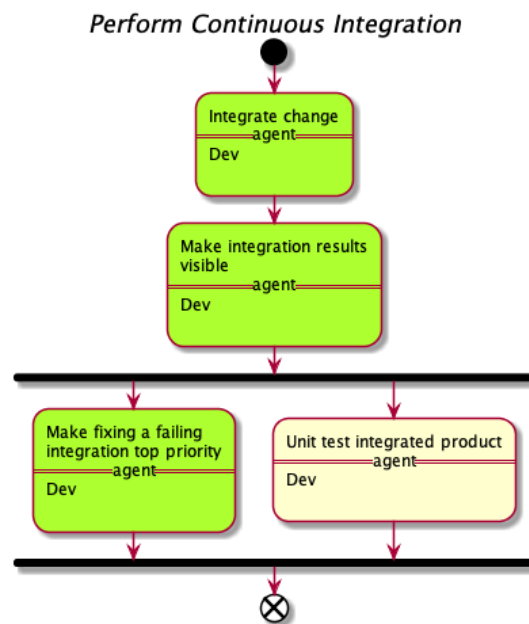 Perform Continuous Integration
Integrate change
agent
Dev
Make integration results
visible
agent
Dev
Make fixing a failing
integration top priority
agent
Dev
Unit test integrated product
agent
Dev